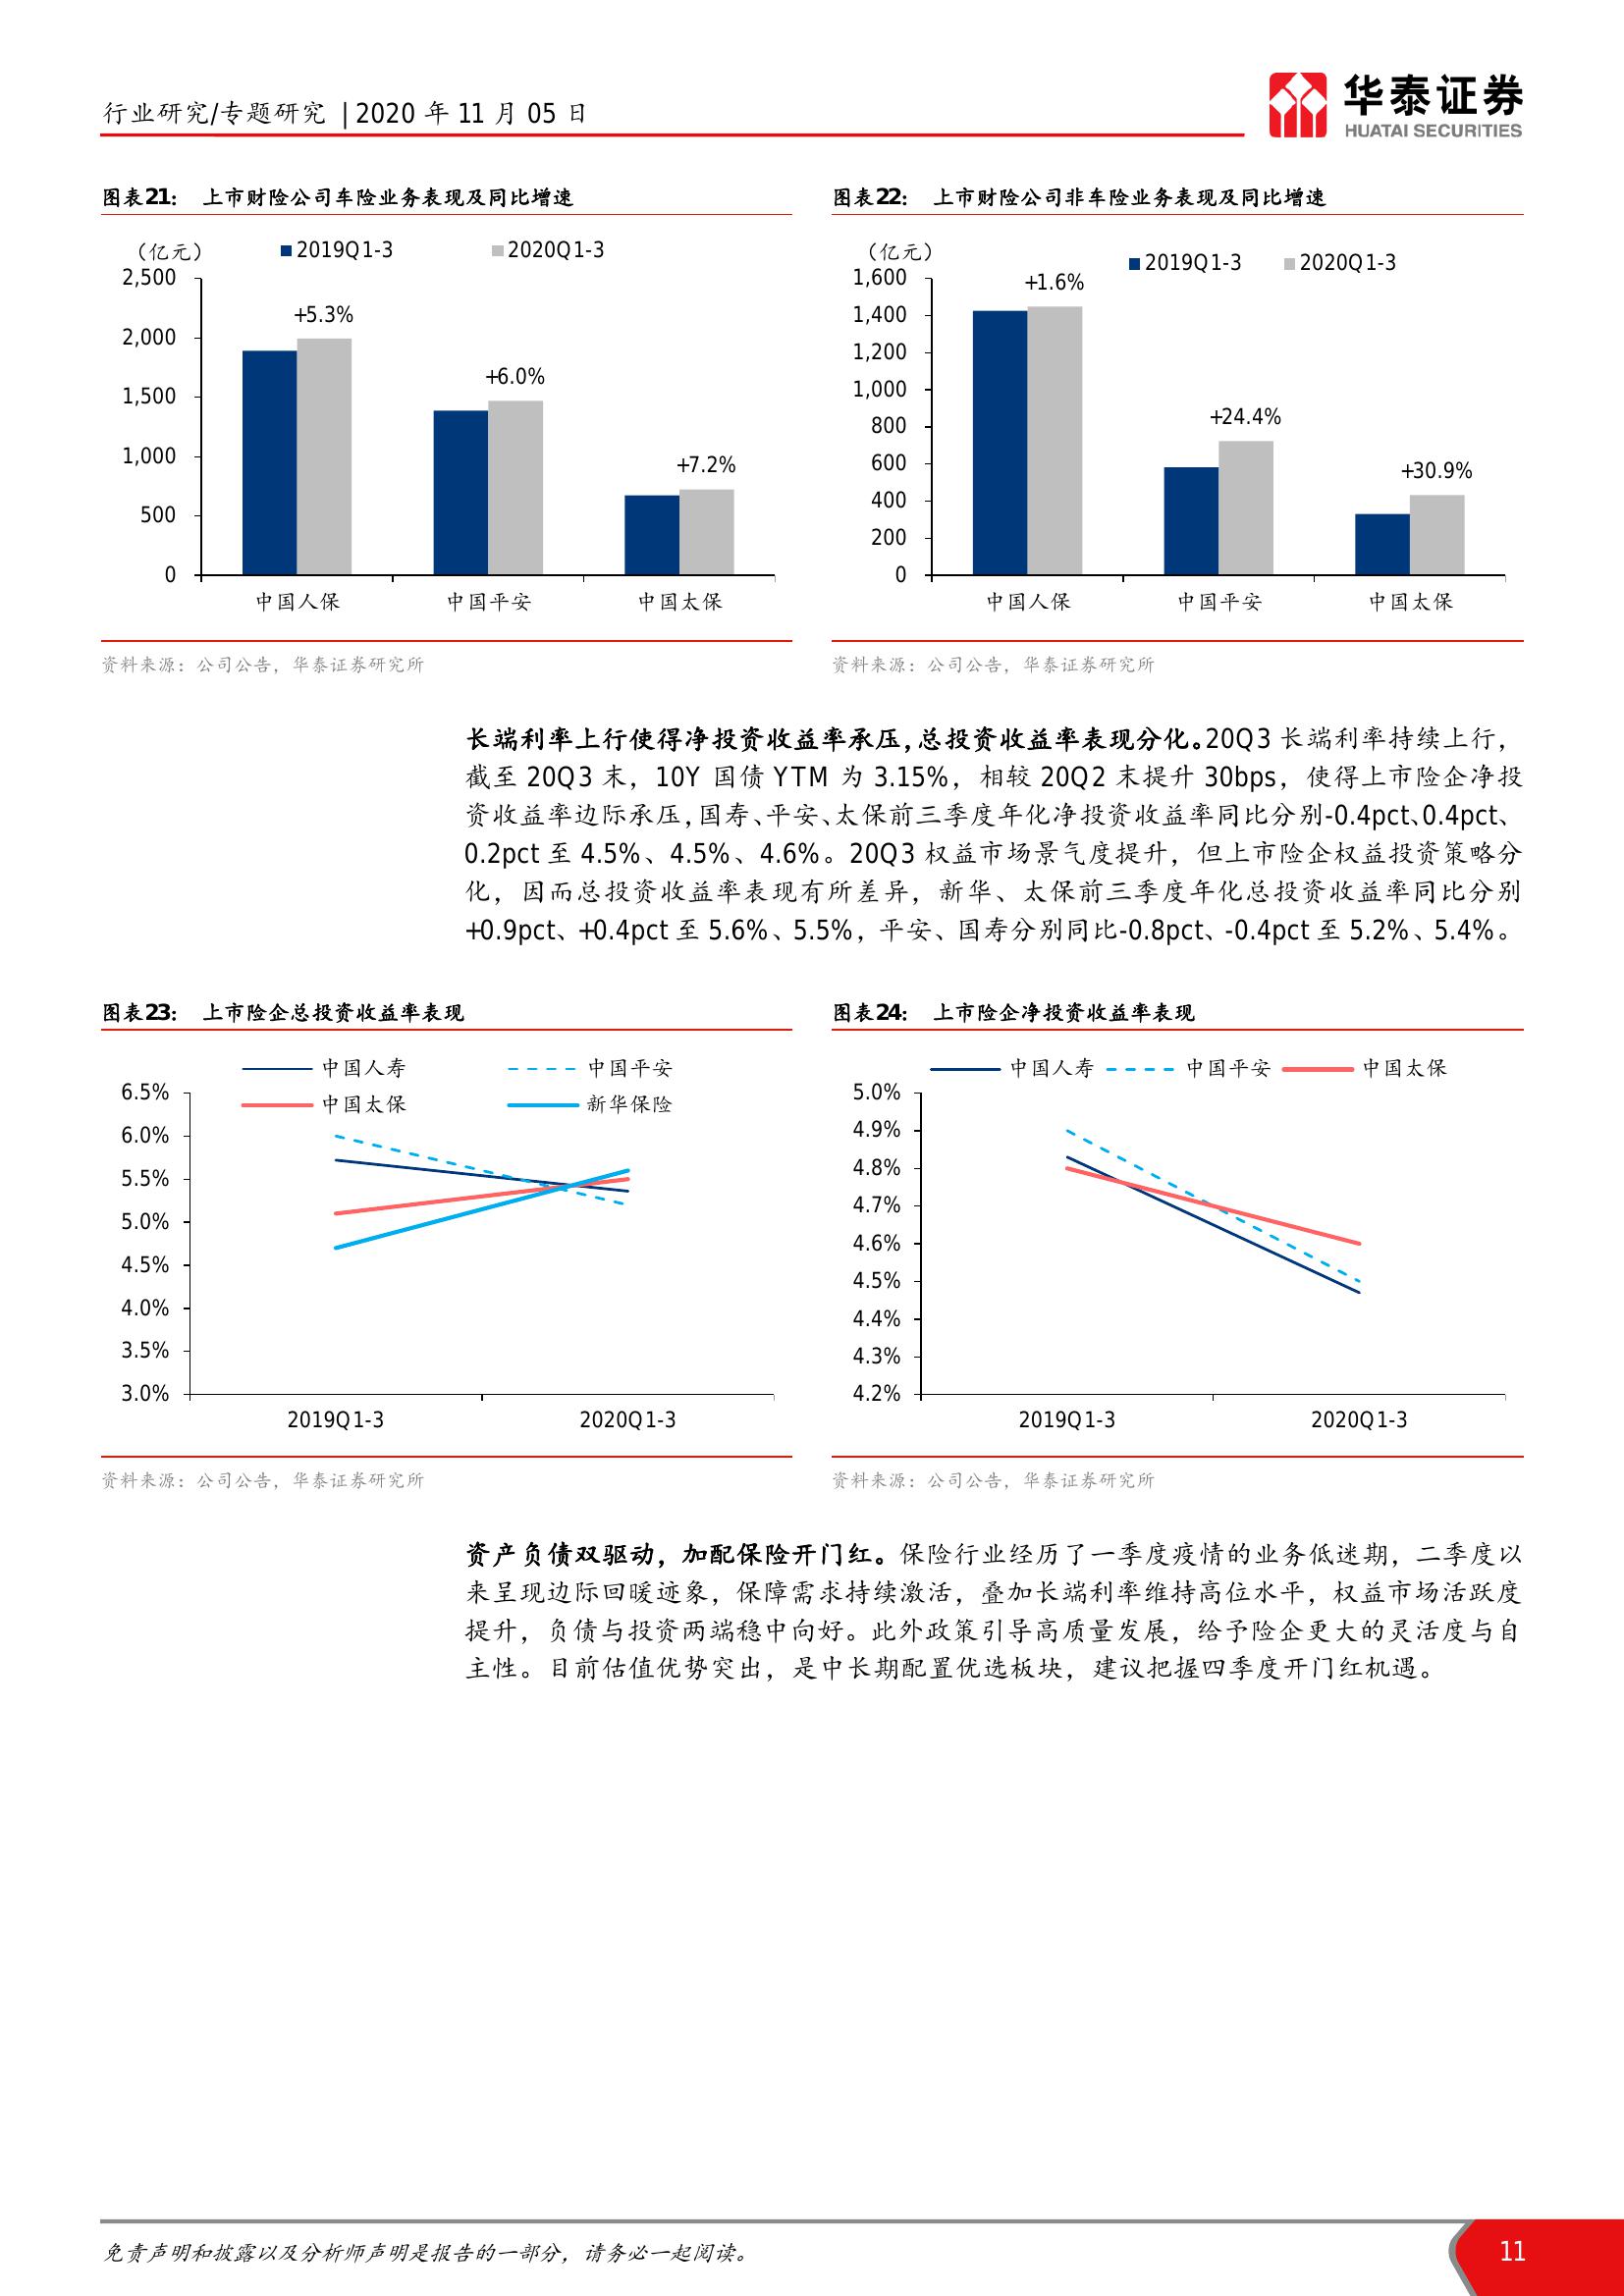 行业研究/专题研究 | 2020 年 11 月 05 日
华泰证券
HUATAI SECURITIES
图表21： 上市财险公司车险业务表现及同比增速
（亿元）
2019Q1-3 2020Q1-3
2,500
2,000
1,500
1,000
500
0
+5.3%
+6.0%
+7.2%
中国人保 中国平安 中国太保
资料来源：公司公告，华泰证券研究所
图表22： 上市财险公司非车险业务表现及同比增速
（亿元）
2019Q1-3 2020Q1-3
1,600
1,400
1,200
1,000
800
600
400
200
0
+1.6%
+24.4%
+30.9%
中国人保 中国平安 中国太保
资料来源：公司公告，华泰证券研究所
长端利率上行使得净投资收益率承压，总投资收益率表现分化。20Q3 长端利率持续上行，
截至 20Q3 末，10Y 国债 YTM 为 3.15%，相较 20Q2 末提升 30bps，使得上市险企净投
资收益率边际承压，国寿、平安、太保前三季度年化净投资收益率同比分别-0.4pct、0.4pct、
0.2pct 至 4.5%、4.5%、4.6%。20Q3 权益市场景气度提升，但上市险企权益投资策略分
化，因而总投资收益率表现有所差异，新华、太保前三季度年化总投资收益率同比分别
+0.9pct、+0.4pct 至 5.6%、5.5%，平安、国寿分别同比-0.8pct、-0.4pct 至 5.2%、5.4%。
图表23： 上市险企总投资收益率表现
中国人寿 中国平安
中国太保 新华保险
6.5%
6.0%
5.5%
5.0%
4.5%
4.0%
3.5%
3.0%
2019Q1-3 2020Q1-3
资料来源：公司公告，华泰证券研究所
图表24： 上市险企净投资收益率表现
中国人寿 中国平安 中国太保
5.0%
4.9%
4.8%
4.7%
4.6%
4.5%
4.4%
4.3%
4.2%
2019Q1-3 2020Q1-3
资料来源：公司公告，华泰证券研究所
资产负债双驱动，加配保险开门红。保险行业经历了一季度疫情的业务低迷期，二季度以
来呈现边际回暖迹象，保障需求持续激活，叠加长端利率维持高位水平，权益市场活跃度
提升，负债与投资两端稳中向好。此外政策引导高质量发展，给予险企更大的灵活度与自
主性。目前估值优势突出，是中长期配置优选板块，建议把握四季度开门红机遇。
免责声明和披露以及分析师声明是报告的一部分，请务必一起阅读。
11